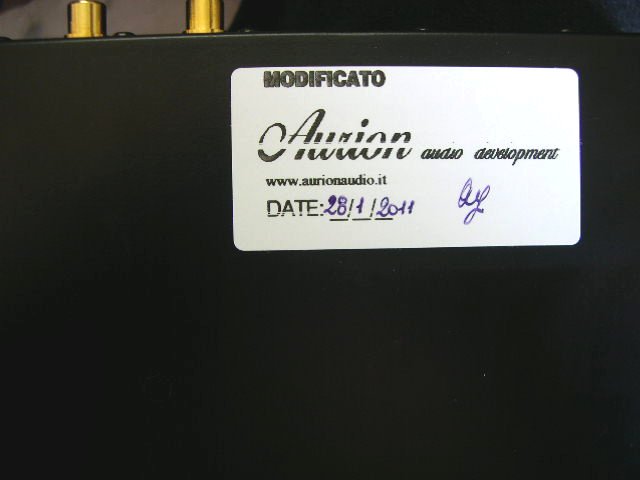 MODIFICATO
Aurion audio development
www.aurionaudio.it
DATE: 28/1/2011